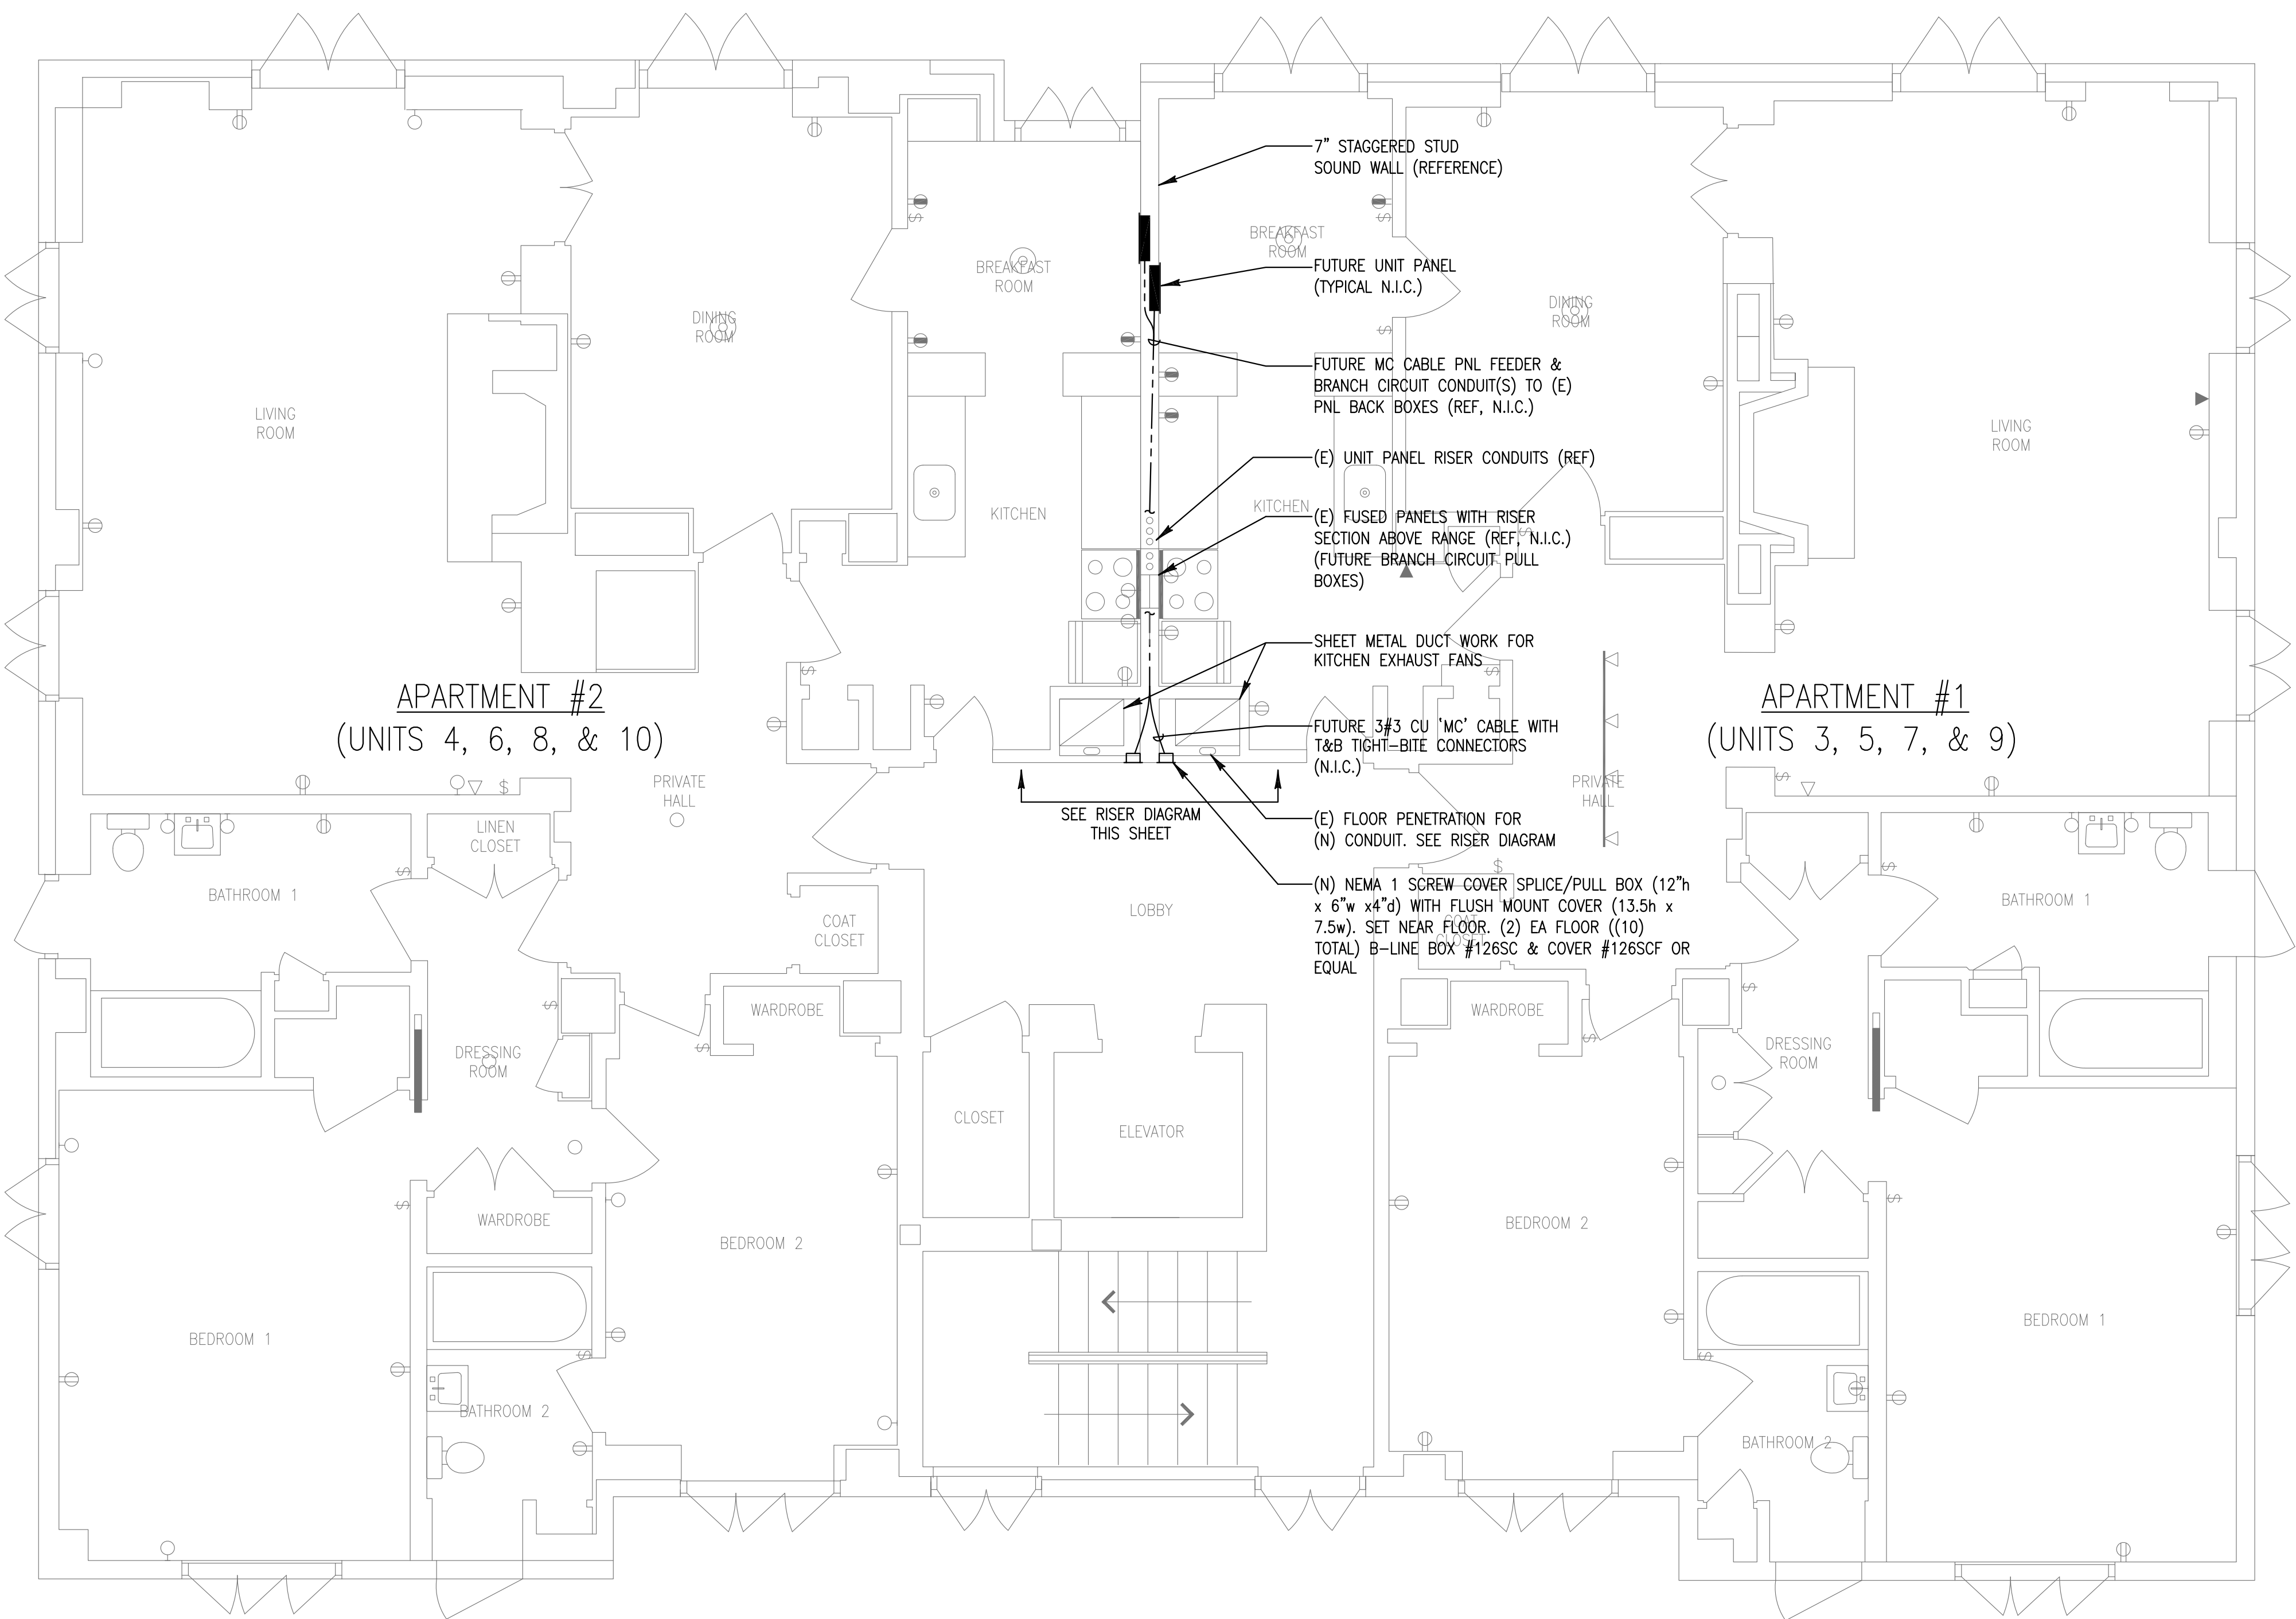 7" STAGGERED STUD
SOUND WALL (REFERENCE)
BREAKFAST
ROOM
BREAKFAST
ROOM
FUTURE UNIT PANEL
(TYPICAL N.I.C.)
DINING
ROOM
DINING
ROOM
FUTURE MC CABLE PNL FEEDER &
BRANCH CIRCUIT CONDUIT(S) TO (E)
PNL BACK BOXES (REF, N.I.C.)
LIVING
ROOM
LIVING
ROOM
(E) UNIT PANEL RISER CONDUITS (REF)
KITCHEN
KITCHEN
(E) FUSED PANELS WITH RISER
SECTION ABOVE RANGE (REF, N.I.C.)
(FUTURE BRANCH CIRCUIT PULL
BOXES)
SHEET METAL DUCT WORK FOR
KITCHEN EXHAUST FANS
APARTMENT #2
(UNITS 4, 6, 8, & 10)
APARTMENT #1
(UNITS 3, 5, 7, & 9)
FUTURE 3#3 CU 'MC' CABLE WITH
T&B TIGHT-BITE CONNECTORS
(N.I.C.)
PRIVATE
HALL
PRIVATE
HALL
SEE RISER DIAGRAM
THIS SHEET
(E) FLOOR PENETRATION FOR
(N) CONDUIT. SEE RISER DIAGRAM
LINEN
CLOSET
BATHROOM 1
BATHROOM 1
(N) NEMA 1 SCREW COVER SPLICE/PULL BOX (12"h
x 6"w x4"d) WITH FLUSH MOUNT COVER (13.5h x
7.5w). SET NEAR FLOOR. (2) EA FLOOR ((10)
TOTAL) B-LINE BOX #126SC & COVER #126SCF OR
EQUAL
COAT
CLOSET
LOBBY
COAT
CLOSET
WARDROBE
WARDROBE
DRESSING
ROOM
DRESSING
ROOM
CLOSET
ELEVATOR
WARDROBE
BEDROOM 2
BEDROOM 2
BEDROOM 1
BEDROOM 1
BATHROOM 2
BATHROOM 2